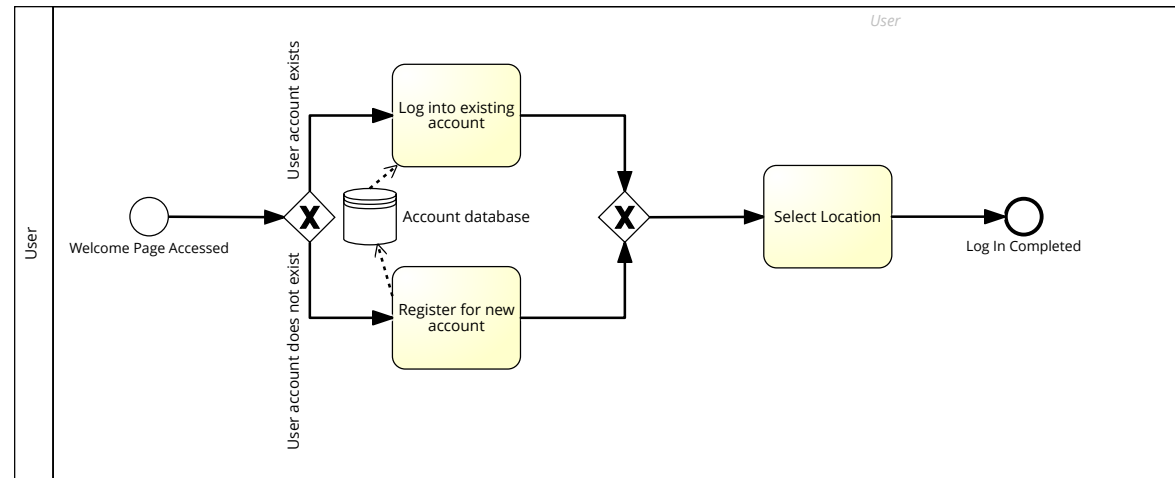 User
User
User account exists
Log into existing
account
Account database
Welcome Page Accessed
Select Location
Log In Completed
User account does not exist
Register for new
account